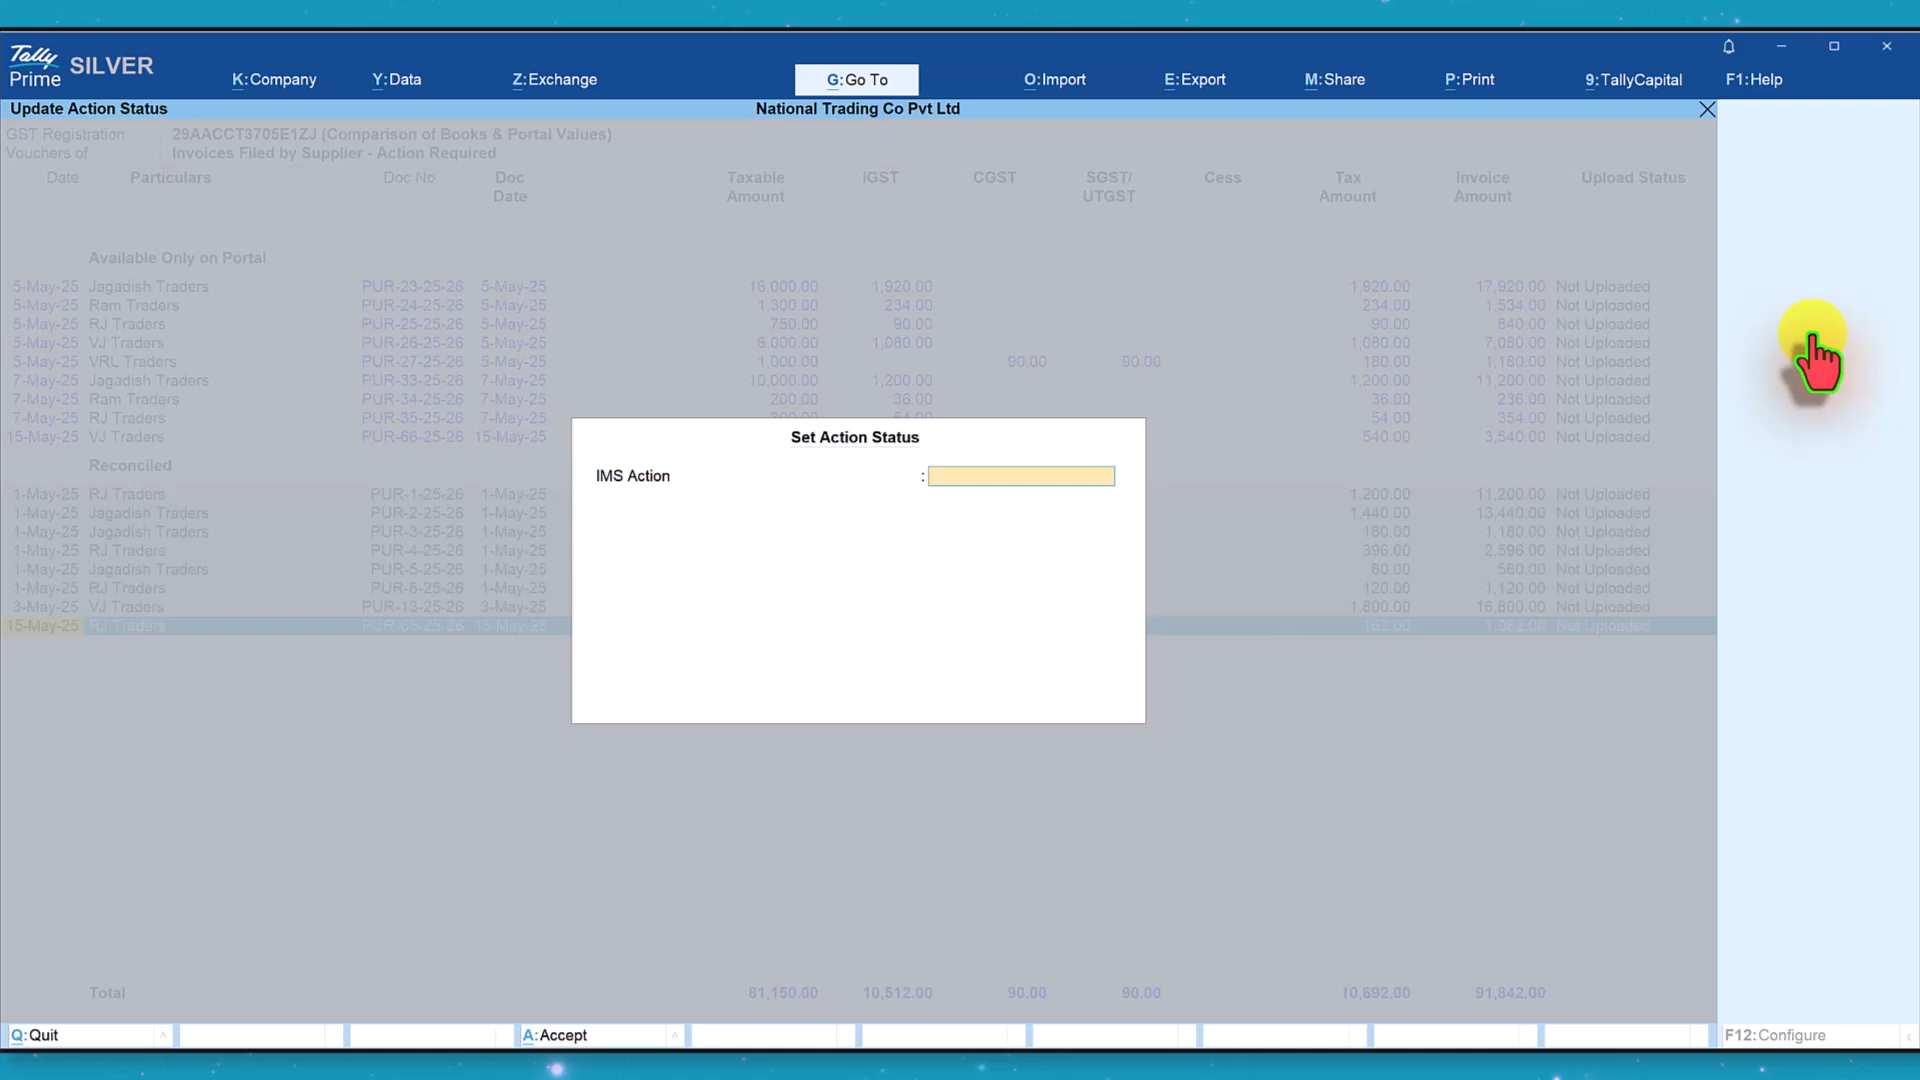 Tally
Prime SILVER
K:Company Y:Data Z:Exchange G:Go To O:Import E:Export M:Share P:Print 9:TallyCapital F1:Help
Update Action Status National Trading Co Pvt Ltd
GST Registration : 29AACCT3705E1ZJ (Comparison of Books & Portal Values)
Vouchers of : Invoices Filed by Supplier - Action Required
Date Particulars Doc No. Doc Taxable IGST CGST SGST/ Cess Tax Invoice Upload Status
Date Amount UTGST Amount Amount
Available Only on Portal
5-May-25 Jagadish Traders PUR-23-25-26 5-May-25 16,000.00 1,920.00 1,920.00 17,920.00 Not Uploaded
5-May-25 Ram Traders PUR-24-25-26 5-May-25 1,300.00 234.00 234.00 1,534.00 Not Uploaded
5-May-25 RJ Traders PUR-25-25-26 5-May-25 750.00 90.00 90.00 840.00 Not Uploaded
5-May-25 VJ Traders PUR-26-25-26 5-May-25 6,000.00 1,080.00 1,080.00 7,080.00 Not Uploaded
5-May-25 VRL Traders PUR-27-25-26 5-May-25 1,000.00 90.00 90.00 180.00 1,180.00 Not Uploaded
7-May-25 Jagadish Traders PUR-33-25-26 7-May-25 10,000.00 1,200.00 1,200.00 11,200.00 Not Uploaded
7-May-25 Ram Traders PUR-34-25-26 7-May-25 200.00 36.00 36.00 236.00 Not Uploaded
7-May-25 RJ Traders PUR-35-25-26 7-May-25 300.00 54.00 54.00 354.00 Not Uploaded
15-May-25 VJ Traders PUR-66-25-26 15-May-25 540.00 3,540.00 Not Uploaded
Reconciled
1-May-25 RJ Traders PUR-1-25-26 1-May-25 1,200.00 11,200.00 Not Uploaded
1-May-25 Jagadish Traders PUR-2-25-26 1-May-25 1,440.00 13,440.00 Not Uploaded
1-May-25 Jagadish Traders PUR-3-25-26 1-May-25 180.00 1,180.00 Not Uploaded
1-May-25 RJ Traders PUR-4-25-26 1-May-25 396.00 2,596.00 Not Uploaded
1-May-25 Jagadish Traders PUR-5-25-26 1-May-25 60.00 560.00 Not Uploaded
1-May-25 RJ Traders PUR-6-25-26 1-May-25 120.00 1,120.00 Not Uploaded
3-May-25 VJ Traders PUR-13-25-26 3-May-25 1,800.00 16,800.00 Not Uploaded
15-May-25 RJ Traders PUR-65-25-26 15-May-25 162.00 1,062.00 Not Uploaded
Set Action Status
IMS Action :
Total 81,150.00 10,512.00 90.00 90.00 10,692.00 91,842.00
Q:Quit A:Accept F12:Configure